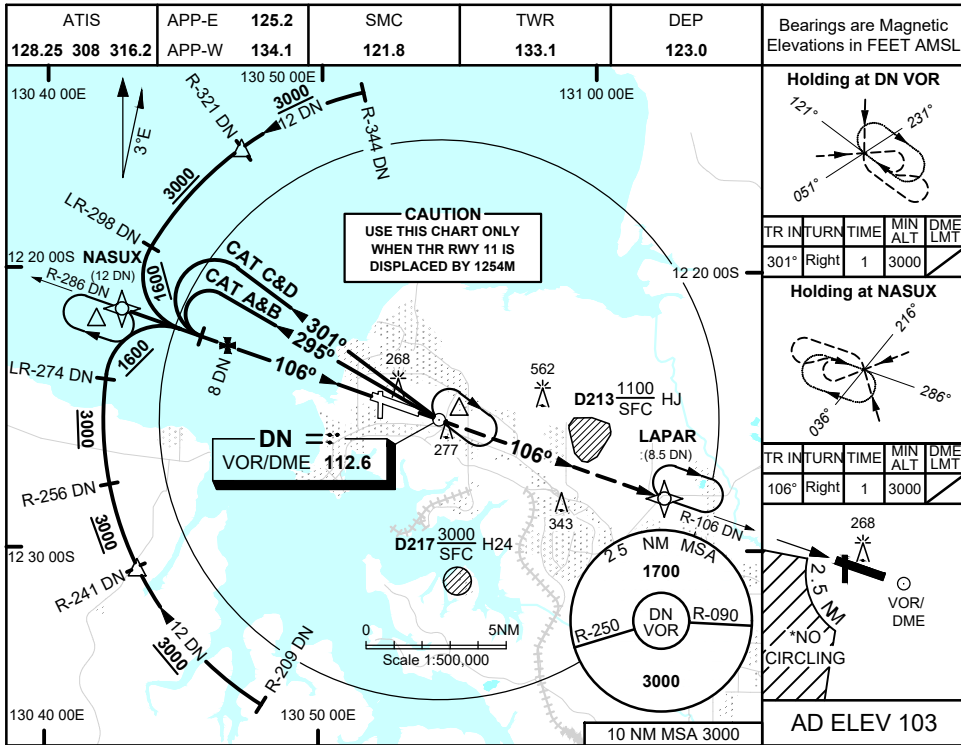 ATIS
128.25 308 316.2
APP-E 125.2
APP-W 134.1
SMC
121.8
TWR
133.1
DEP
123.0
Bearings are Magnetic
Elevations in FEET AMSL
130 40 00E
130 50 00E
131 00 00E
3°E
R-321 DN
3000
12 DN
R-344 DN
3000
LR-298 DN
12 20 00S
NASUX
(12 DN)
R-286 DN
1600
CAT C&D
CAT A&B
301º
295º
CAUTION
USE THIS CHART ONLY
WHEN THR RWY 11 IS
DISPLACED BY 1254M
12 20 00S
1600
8 DN
106º
268
562
D213 1100
SFC HJ
LR-274 DN
3000
DN
VOR/DME 112.6
277
106º
LAPAR
(8.5 DN)
R-256 DN
343
R-106 DN
3000
12 30 00S
D217 3000
SFC H24
R-241 DN
12 DN
3000
R-209 DN
0 5NM
Scale 1:500,000
25 NM MSA
1700
DN
VOR
R-250
R-090
3000
130 40 00E
130 50 00E
10 NM MSA 3000
Holding at DN VOR
121°
231°
051°
TR IN TURN TIME MIN ALT DME LMT
301° Right 1 3000
Holding at NASUX
216°
286°
036°
TR IN TURN TIME MIN ALT DME LMT
106° Right 1 3000
268
2.5 NM
VOR/
DME
*NO
CIRCLING
AD ELEV 103